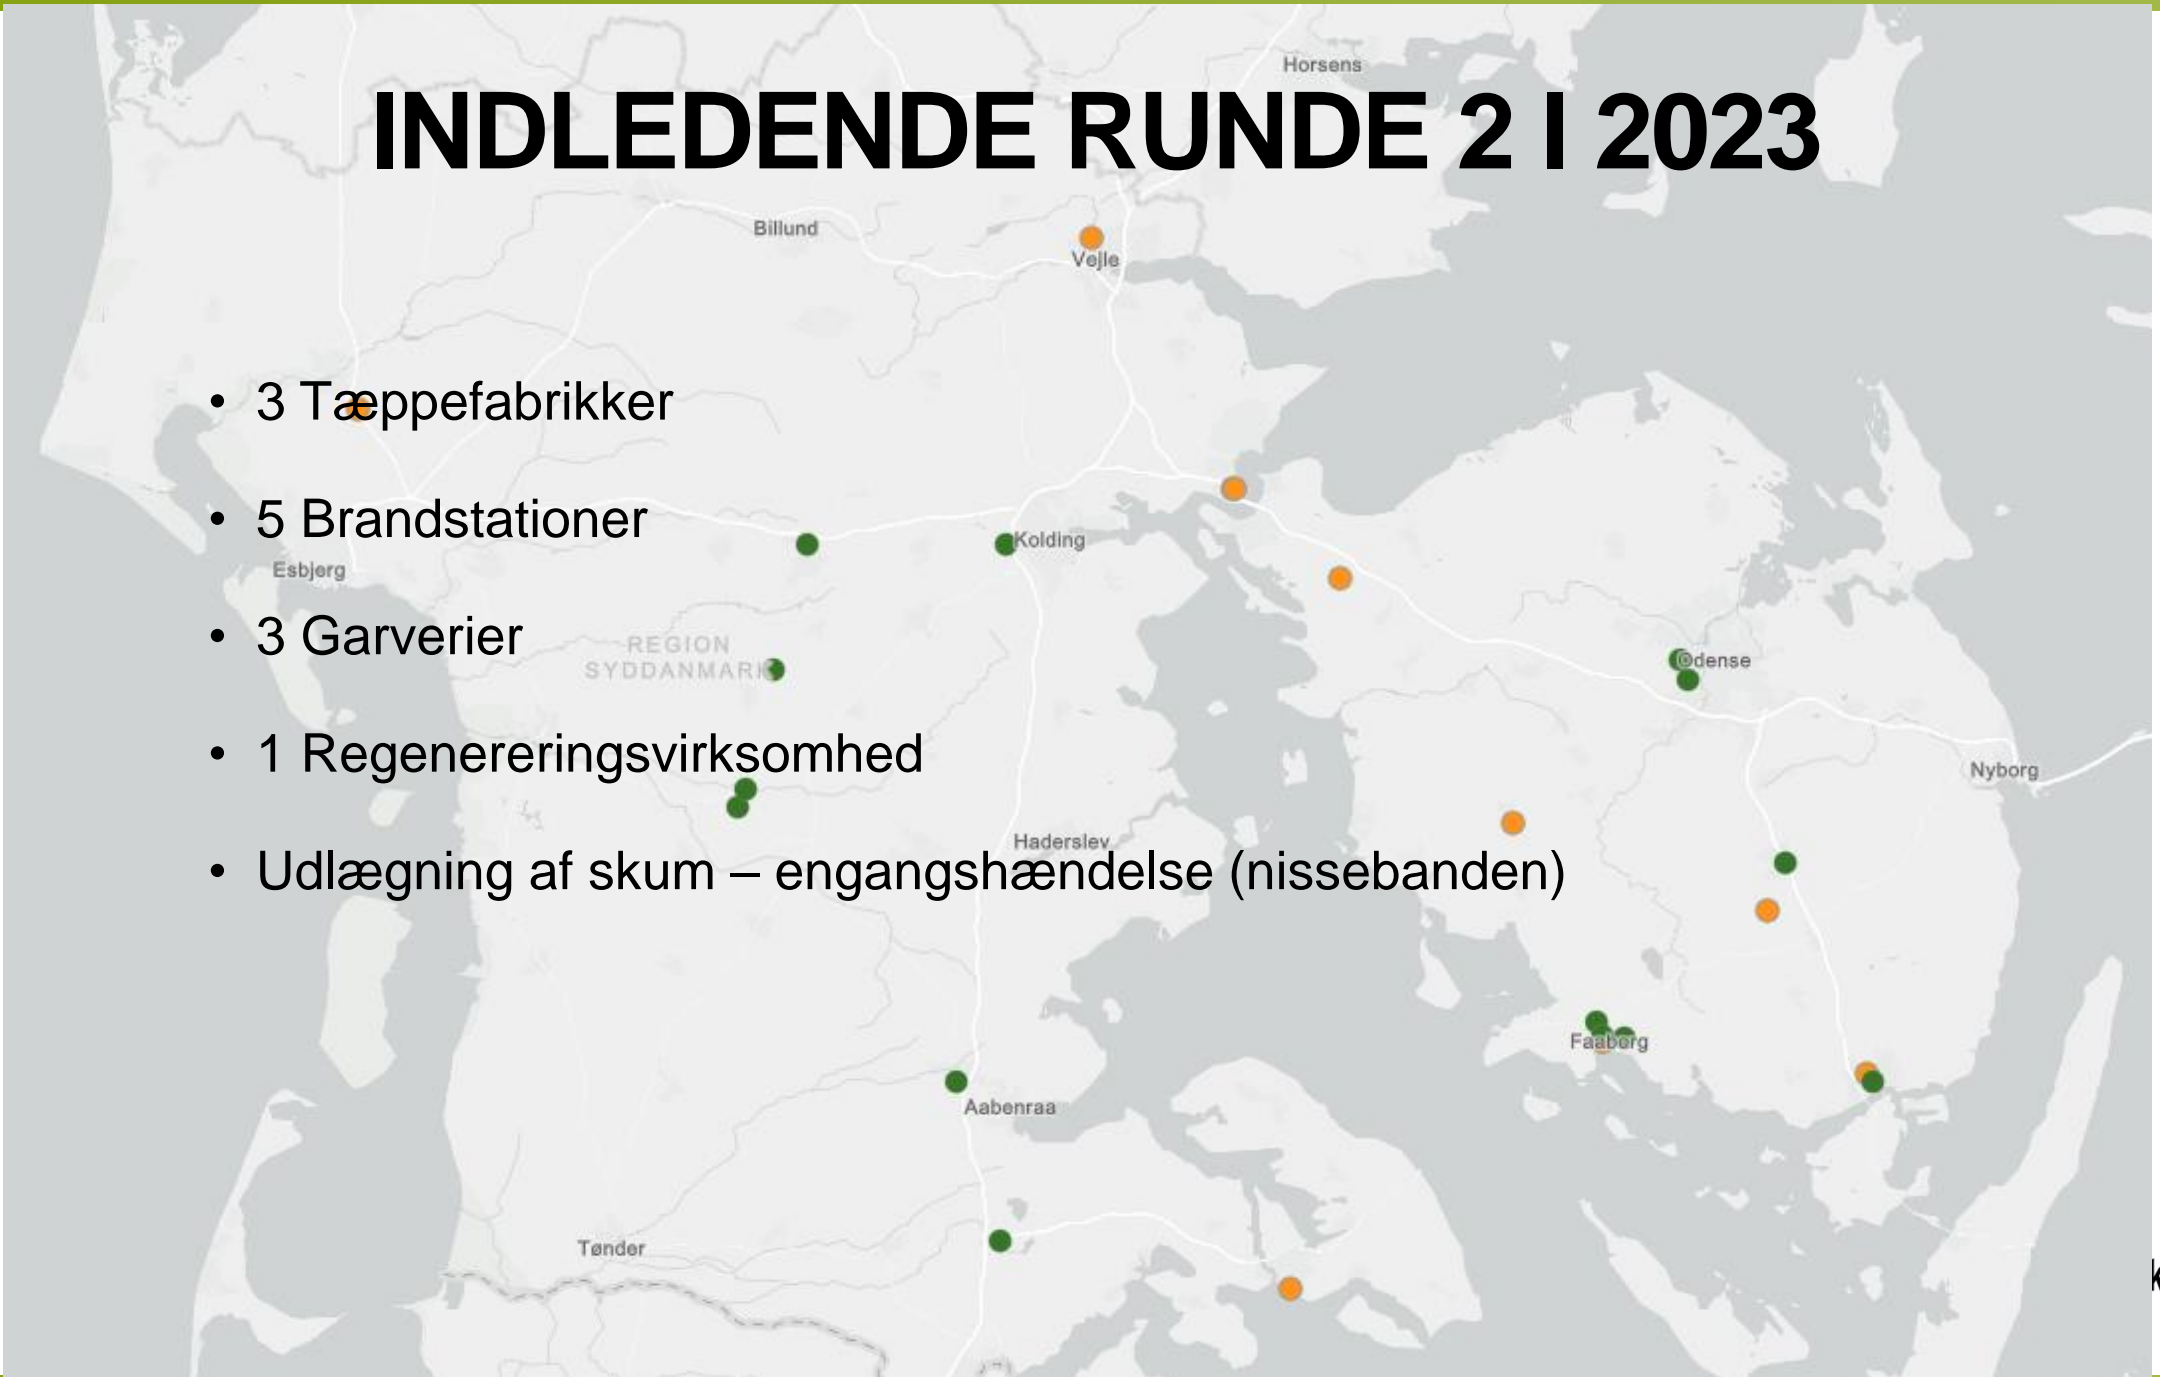 Horsens
INDLEDENDE RUNDE 2 I 2023
Billund
Vejle
• 3 Tæppefabrikker
• 5 Brandstationer
Kolding
Esbjerg
• 3 Garverier
REGION
SYDDANMARK
Odense
• 1 Regenereringsvirksomhed
Nyborg
Haderslev
• Udlægning af skum – engangshændelse (nissebanden)
Faaborg
Aabenraa
Tønder